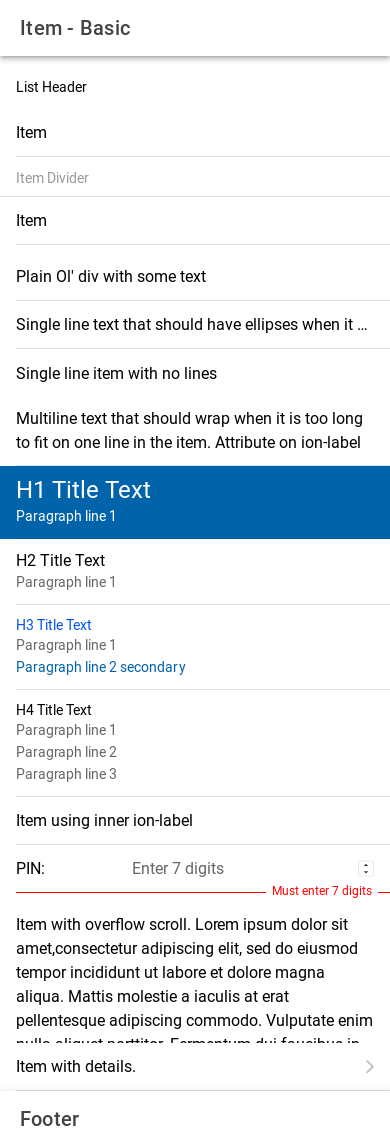 Item - Basic
List Header
Item
Item Divider
Item
Plain Ol' div with some text
Single line text that should have ellipses when it ...
Single line item with no lines
Multiline text that should wrap when it is too long
to fit on one line in the item. Attribute on ion-label
H1 Title Text
Paragraph line 1
H2 Title Text
Paragraph line 1
H3 Title Text
Paragraph line 1
Paragraph line 2 secondary
H4 Title Text
Paragraph line 1
Paragraph line 2
Paragraph line 3
Item using inner ion-label
PIN: Enter 7 digits
Must enter 7 digits
Item with overflow scroll. Lorem ipsum dolor sit
amet,consectetur adipiscing elit, sed do eiusmod
tempor incididunt ut labore et dolore magna
aliqua. Mattis molestie a iaculis at erat
pellentesque adipiscing commodo. Vulputate enim
nulla aliquet porttitor. Fermentum dui faucibus in
Item with details.
Footer